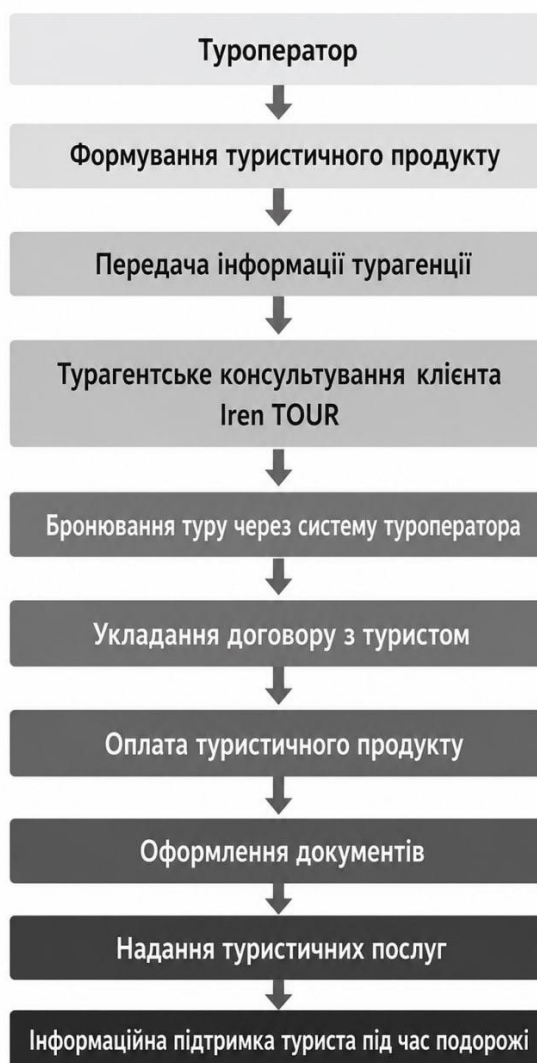 Туроператор
Формування туристичного продукту
Передача інформації турагенції
Турагентське консультування клієнта
Iren TOUR
Бронювання туру через систему туроператора
Укладання договору з туристом
Оплата туристичного продукту
Оформлення документів
Надання туристичних послуг
Інформаційна підтримка туриста під час подорожі